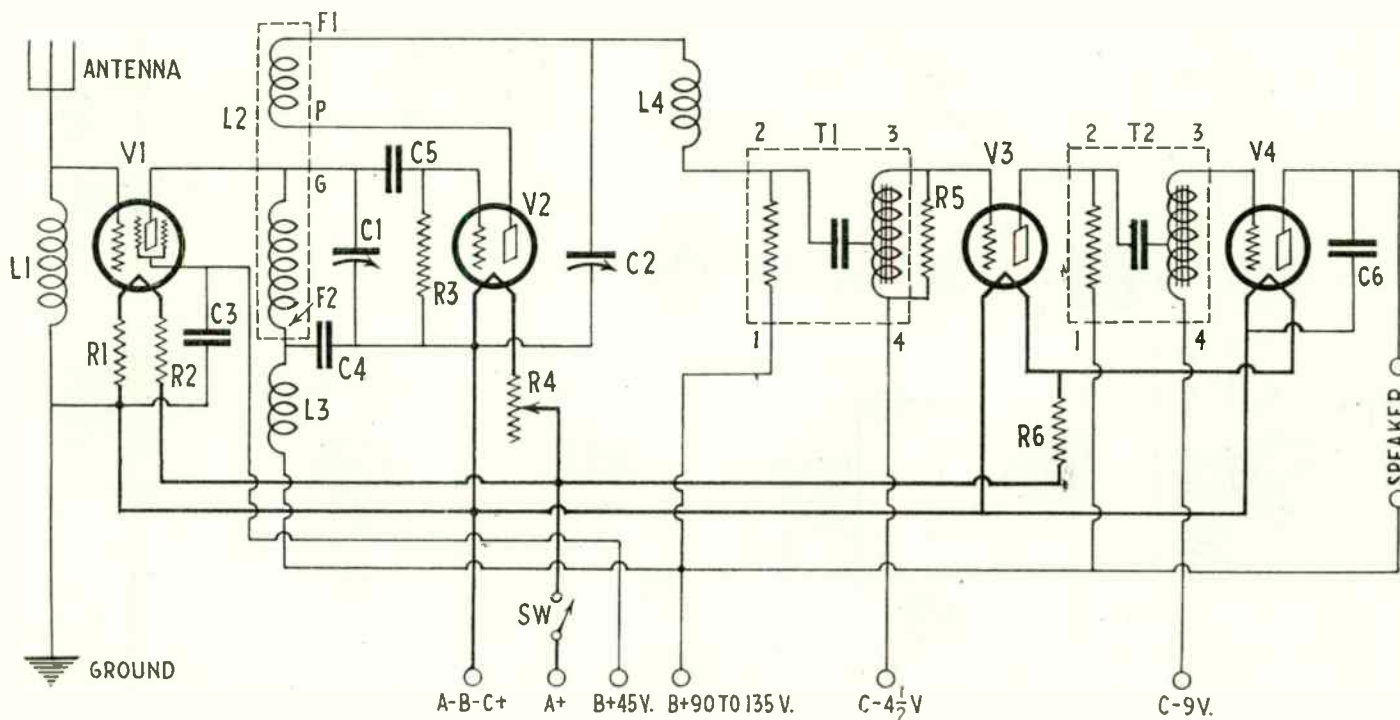 F1
ANTENNA
L2
P
L4
2 T1 3
2 T2 3
V1
C5
G
V2
V3
V4
R5
C1
C2
L1
R3
C6
C3
F2
R1
R2
C4
1 4
1 4
R4
L3
R6
SPEAKER
SW
GROUND
A-B-C+ A+ B+45V. B+90 TO 135 V. C-4½V C-9V.